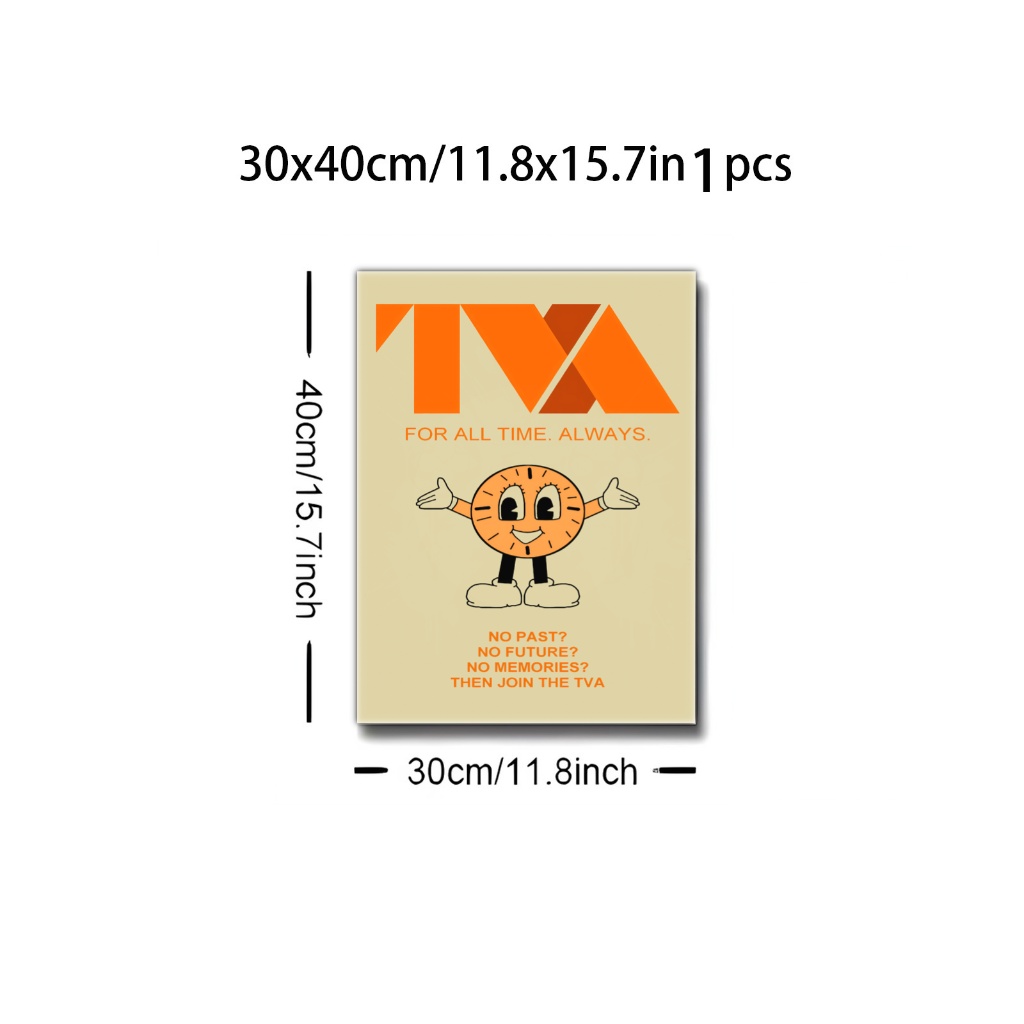 30x40cm/11.8x15.7in 1 pcs
TVA
FOR ALL TIME. ALWAYS.
40cm/15.7inch
NO PAST?
NO FUTURE?
NO MEMORIES?
THEN JOIN THE TVA
30cm/11.8inch